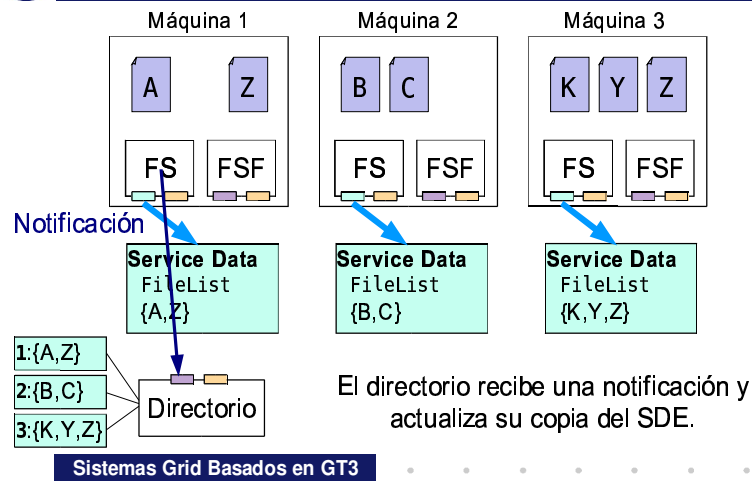 Máquina 1
Máquina 2
Máquina 3
A
Z
B
C
K
Y
Z
FS
FSF
FS
FSF
FS
FSF
Notificación
Service Data
FileList
{A,Z}
Service Data
FileList
{B,C}
Service Data
FileList
{K,Y,Z}
1:{A,Z}
2:{B,C}
3:{K,Y,Z}
Directorio
El directorio recibe una notificación y
actualiza su copia del SDE.
Sistemas Grid Basados en GT3